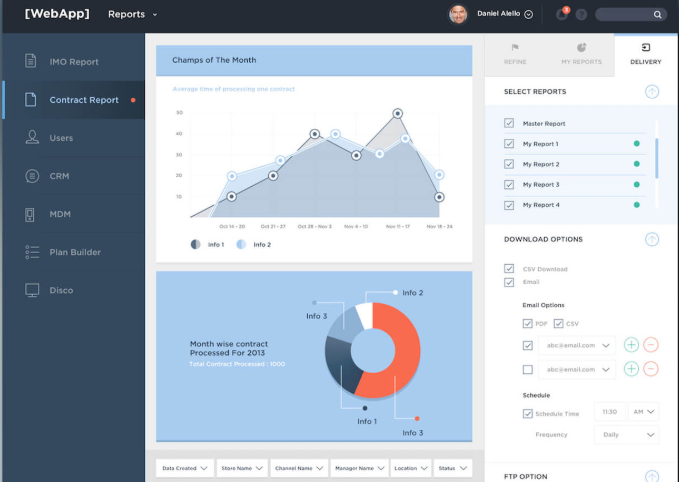 [WebApp]
Reports
Daniel Alello
3
?
IMO Report
Contract Report
Users
CRM
MDM
Plan Builder
Disco
Champs of The Month
Average time of processing one contract
50
40
30
20
10
Oct 14 - 20
Oct 21 - 27
Oct 28 - Nov 3
Nov 4 - 10
Nov 11 - 17
Nov 18 - 24
Info 1
Info 2
Month wise contract
Processed For 2013
Total Contract Processed : 1000
Info 2
Info 3
Info 1
Info 3
Data Created
Store Name
Channel Name
Manager Name
Location
Status
REFINE
MY REPORTS
DELIVERY
SELECT REPORTS
Master Report
My Report 1
My Report 2
My Report 3
My Report 4
DOWNLOAD OPTIONS
CSV Download
Email
Email Options
PDF
CSV
abc@email.com
abc@email.com
Schedule
Schedule Time
11:30
AM
Frequency
Daily
FTP OPTION